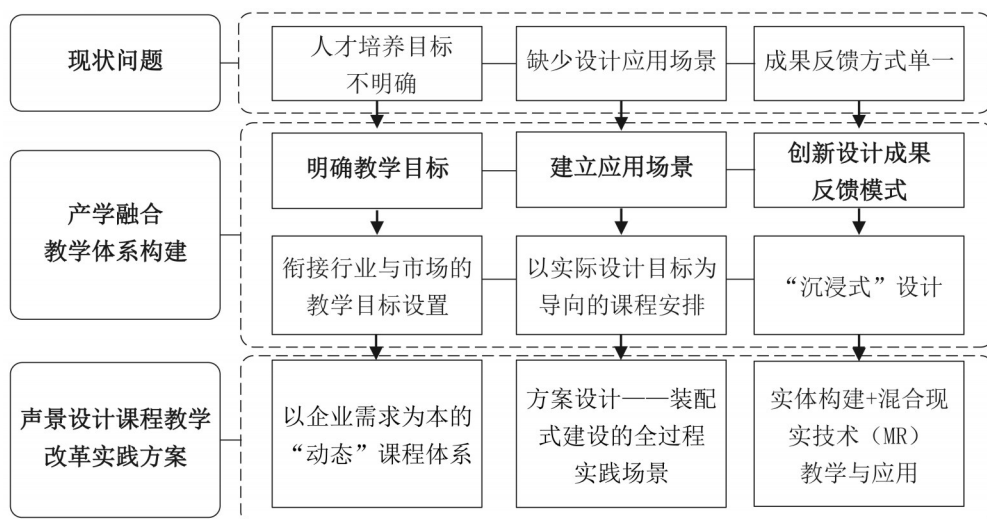 现状问题
人才培养目标
不明确
缺少设计应用场景
成果反馈方式单一
产学融合
教学体系构建
明确教学目标
建立应用场景
创新设计成果
反馈模式
衔接行业与市场的
教学目标设置
以实际设计目标为
导向的课程安排
“沉浸式”设计
声景设计课程教学
改革实践方案
以企业需求为本的
“动态”课程体系
方案设计——装配
式建设的全过程
实践场景
实体构建+混合现
实技术（MR）
教学与应用